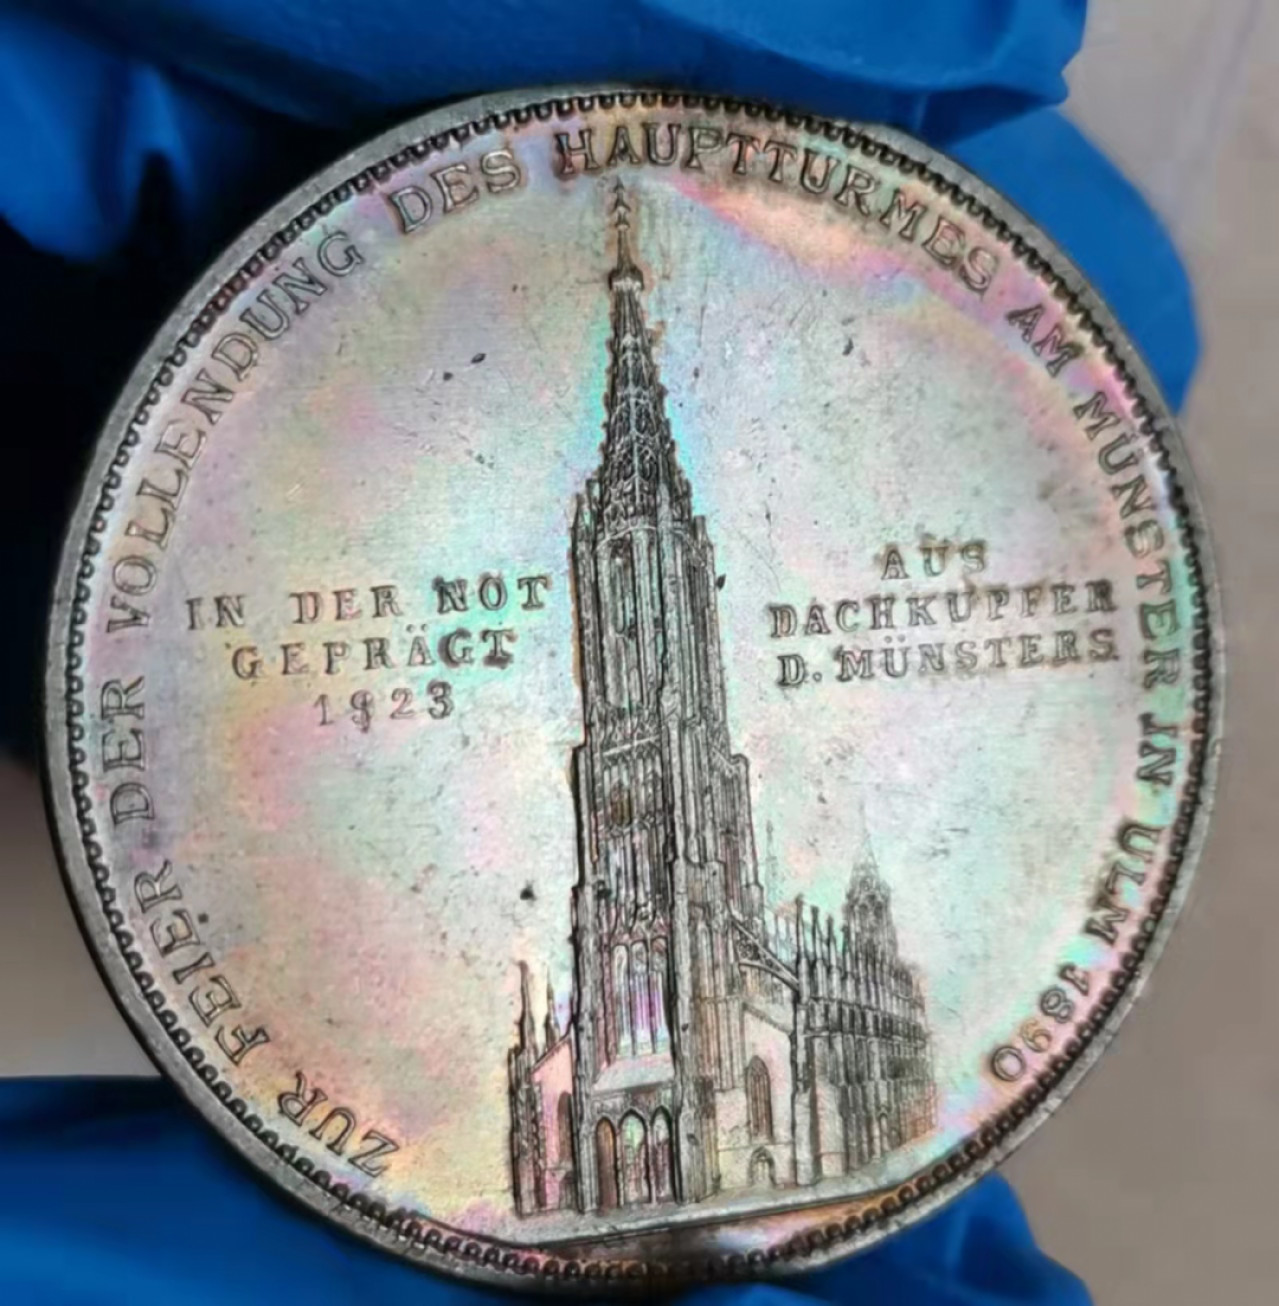 ZUR FEIER DER VOLLENDUNG DES HAUPTTURMES AM MÜNSTER IN ULM 1890
IN DER NOT
GEPRÄGT
1923
AUS
DACHKUPFER
D. MÜNSTERS